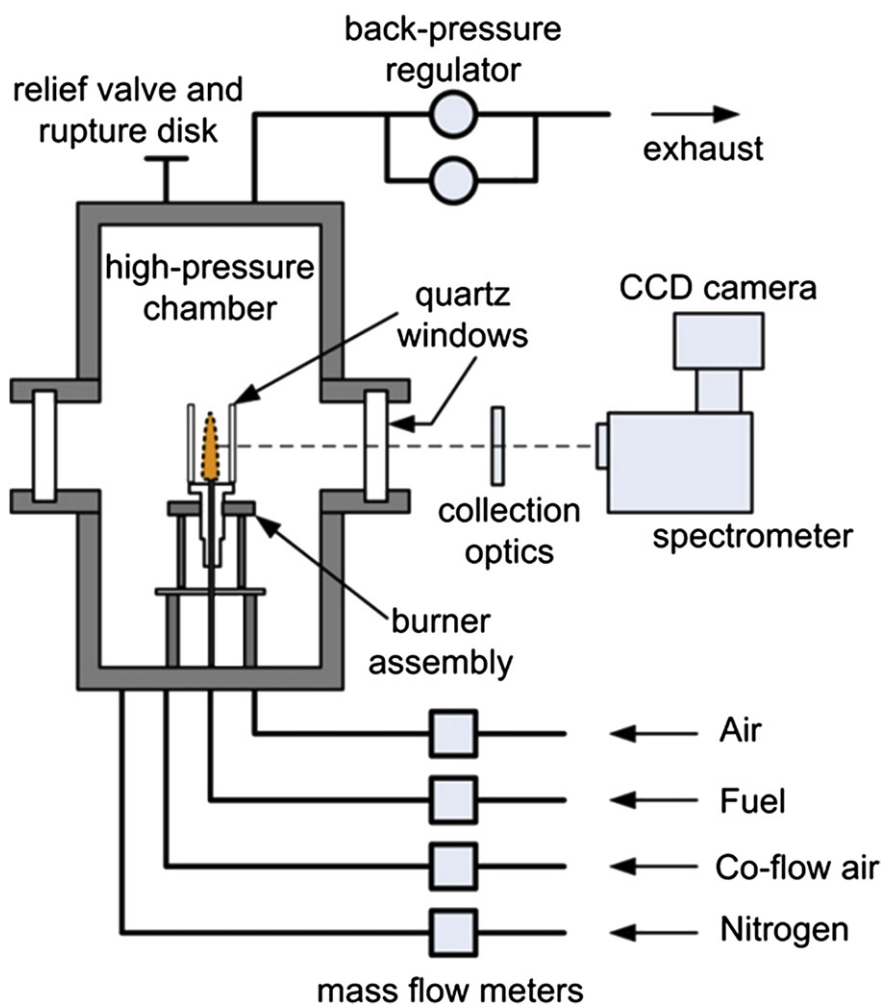 back-pressure
regulator
relief valve and
rupture disk
exhaust
high-pressure
chamber
quartz
windows
CCD camera
collection
optics
spectrometer
burner
assembly
Air
Fuel
Co-flow air
Nitrogen
mass flow meters